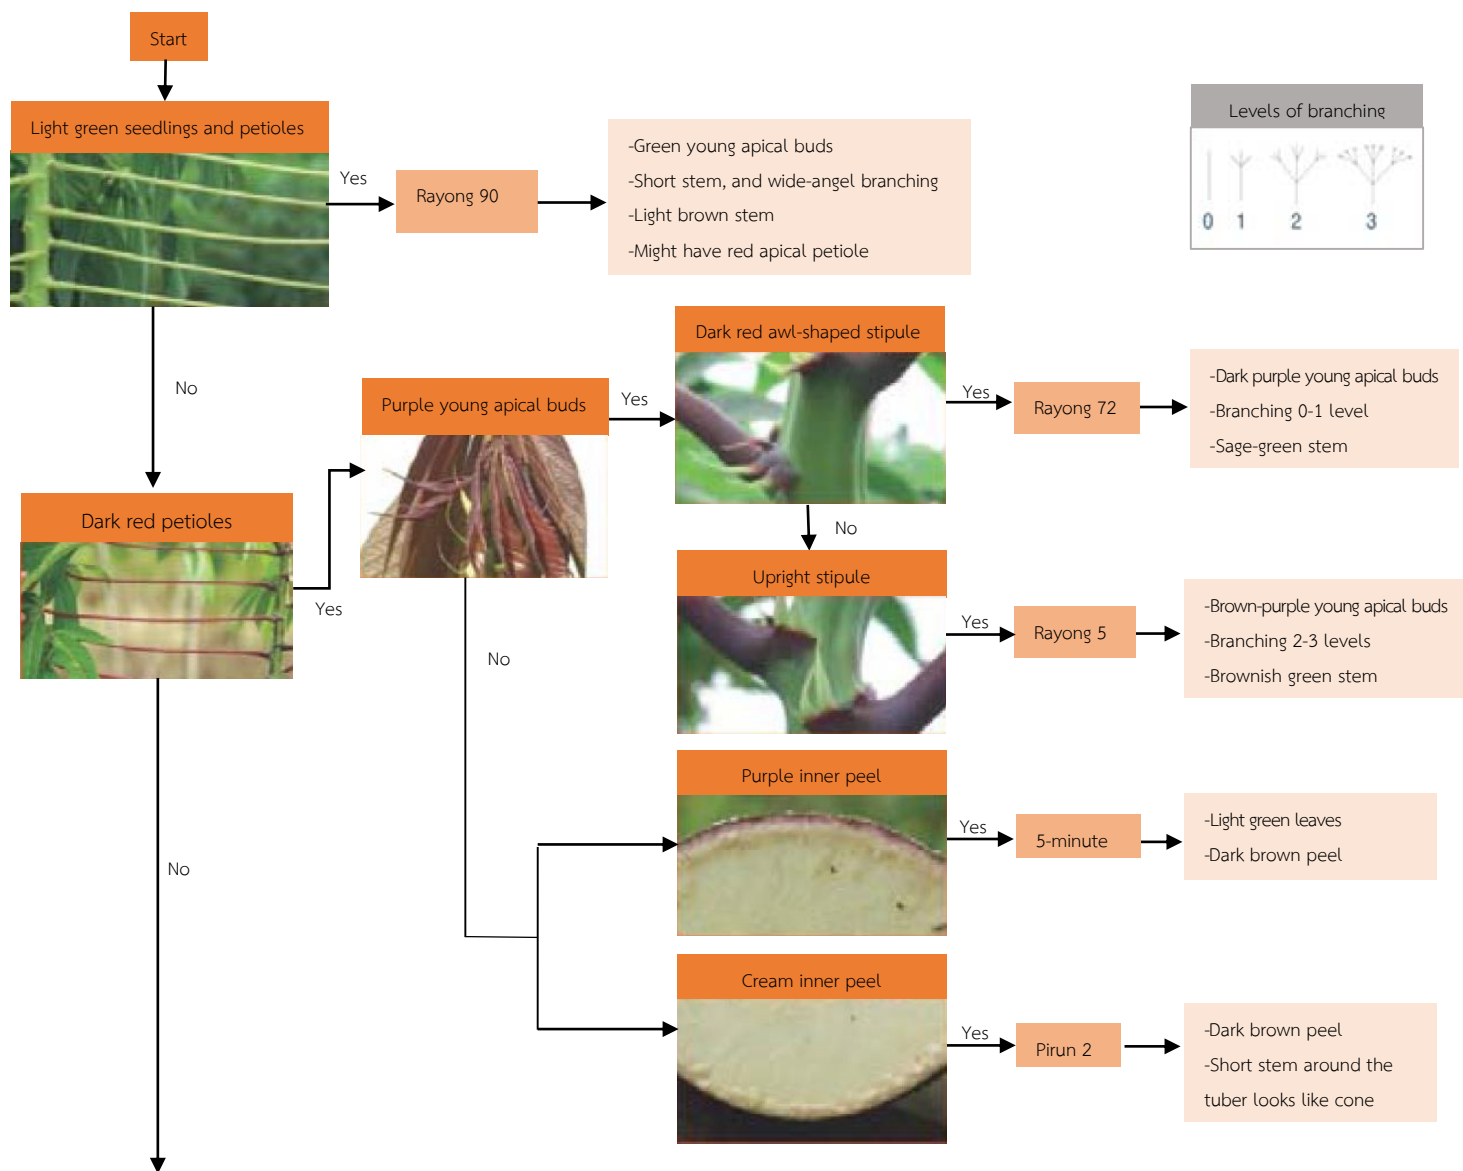 Start
Light green seedlings and petioles
Yes
Rayong 90
-Green young apical buds
-Short stem, and wide-angel branching
-Light brown stem
-Might have red apical petiole
Levels of branching
0 1 2 3
No
Dark red petioles
Yes
Purple young apical buds
Yes
Dark red awl-shaped stipule
Yes
Rayong 72
-Dark purple young apical buds
-Branching 0-1 level
-Sage-green stem
No
Upright stipule
Yes
Rayong 5
-Brown-purple young apical buds
-Branching 2-3 levels
-Brownish green stem
No
Purple inner peel
Yes
5-minute
-Light green leaves
-Dark brown peel
Cream inner peel
Yes
Pirun 2
-Dark brown peel
-Short stem around the
tuber looks like cone
No